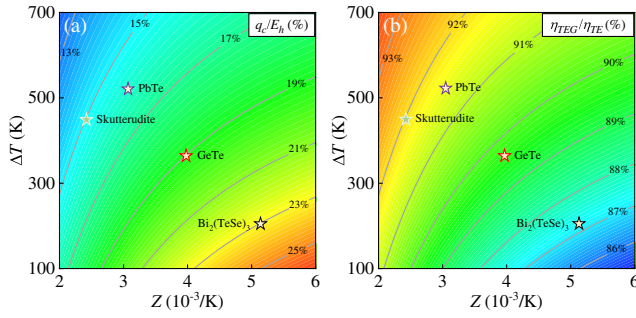 (a)
q_c/E_h (%)
13%
15%
17%
19%
21%
23%
25%
PbTe
Skutterudite
GeTe
Bi₂(TeSe)₃
700
500
300
100
ΔT (K)
2 3 4 5 6
Z (10⁻³/K)
(b)
η_TEG/η_TE (%)
93%
92%
91%
90%
89%
88%
87%
86%
PbTe
Skutterudite
GeTe
Bi₂(TeSe)₃
700
500
300
100
ΔT (K)
2 3 4 5 6
Z (10⁻³/K)